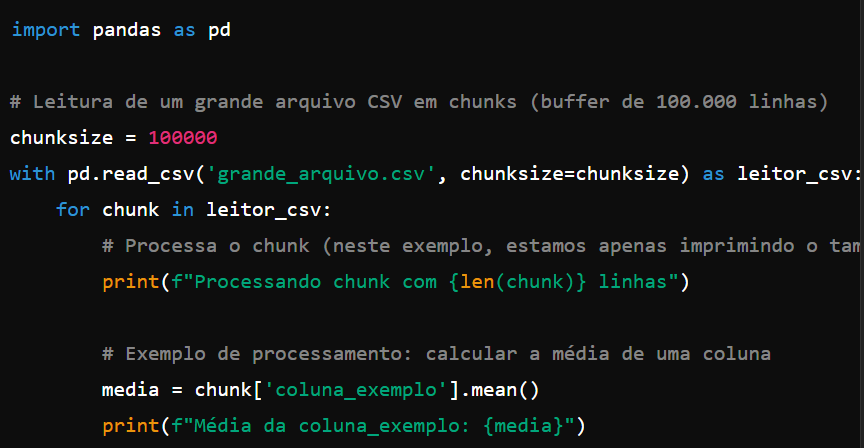 import pandas as pd
# Leitura de um grande arquivo CSV em chunks (buffer de 100.000 linhas)
chunksize = 100000
with pd.read_csv('grande_arquivo.csv', chunksize=chunksize) as leitor_csv:
for chunk in leitor_csv:
# Processa o chunk (neste exemplo, estamos apenas imprimindo o tam
print(f"Processando chunk com {len(chunk)} linhas")
# Exemplo de processamento: calcular a média de uma coluna
media = chunk['coluna_exemplo'].mean()
print(f"Média da coluna_exemplo: {media}")